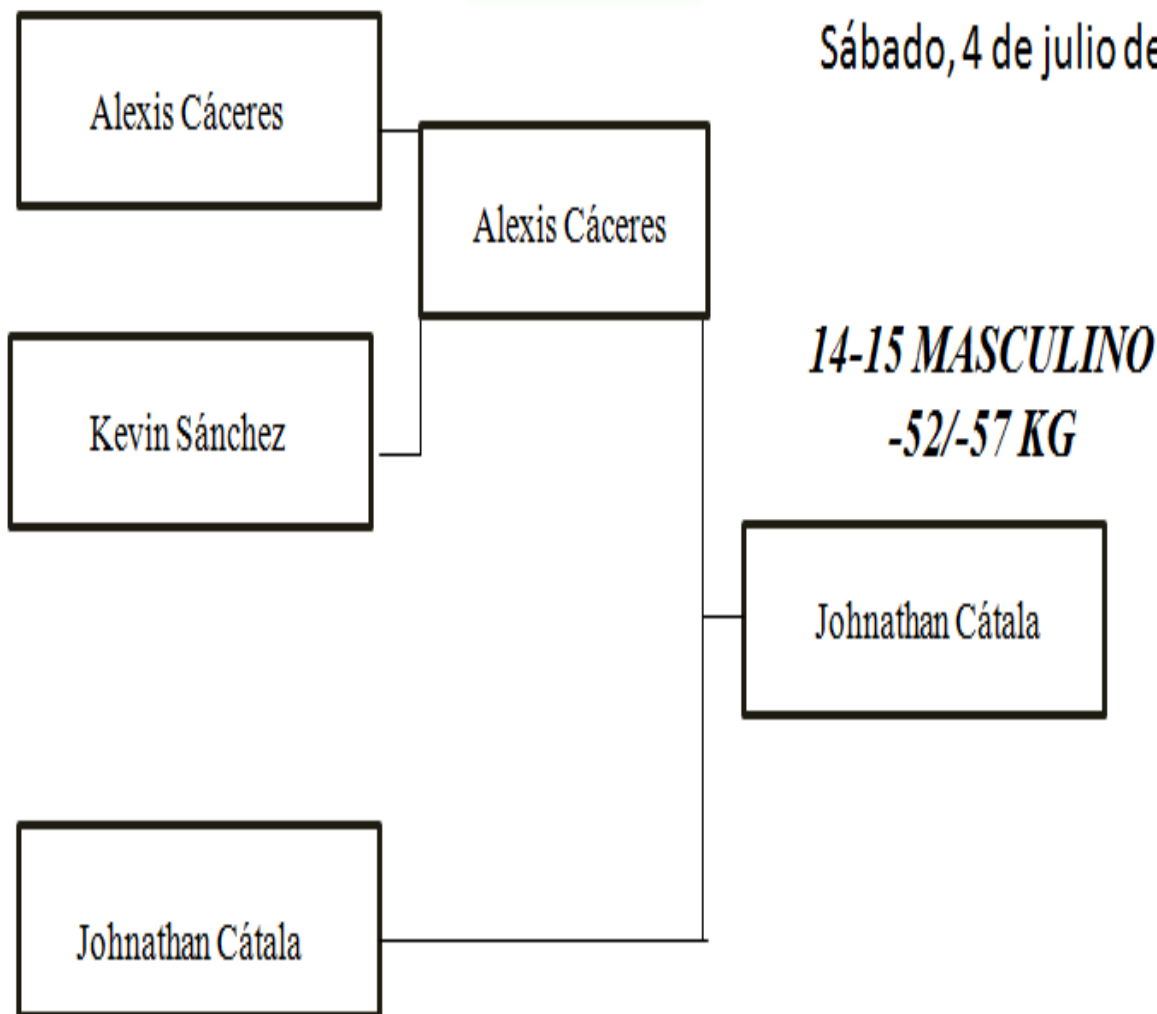 Sábado, 4 de julio de
Alexis Cáceres
Alexis Cáceres
14-15 MASCULINO
-52/-57 KG
Kevin Sánchez
Johnathan Cátala
Johnathan Cátala